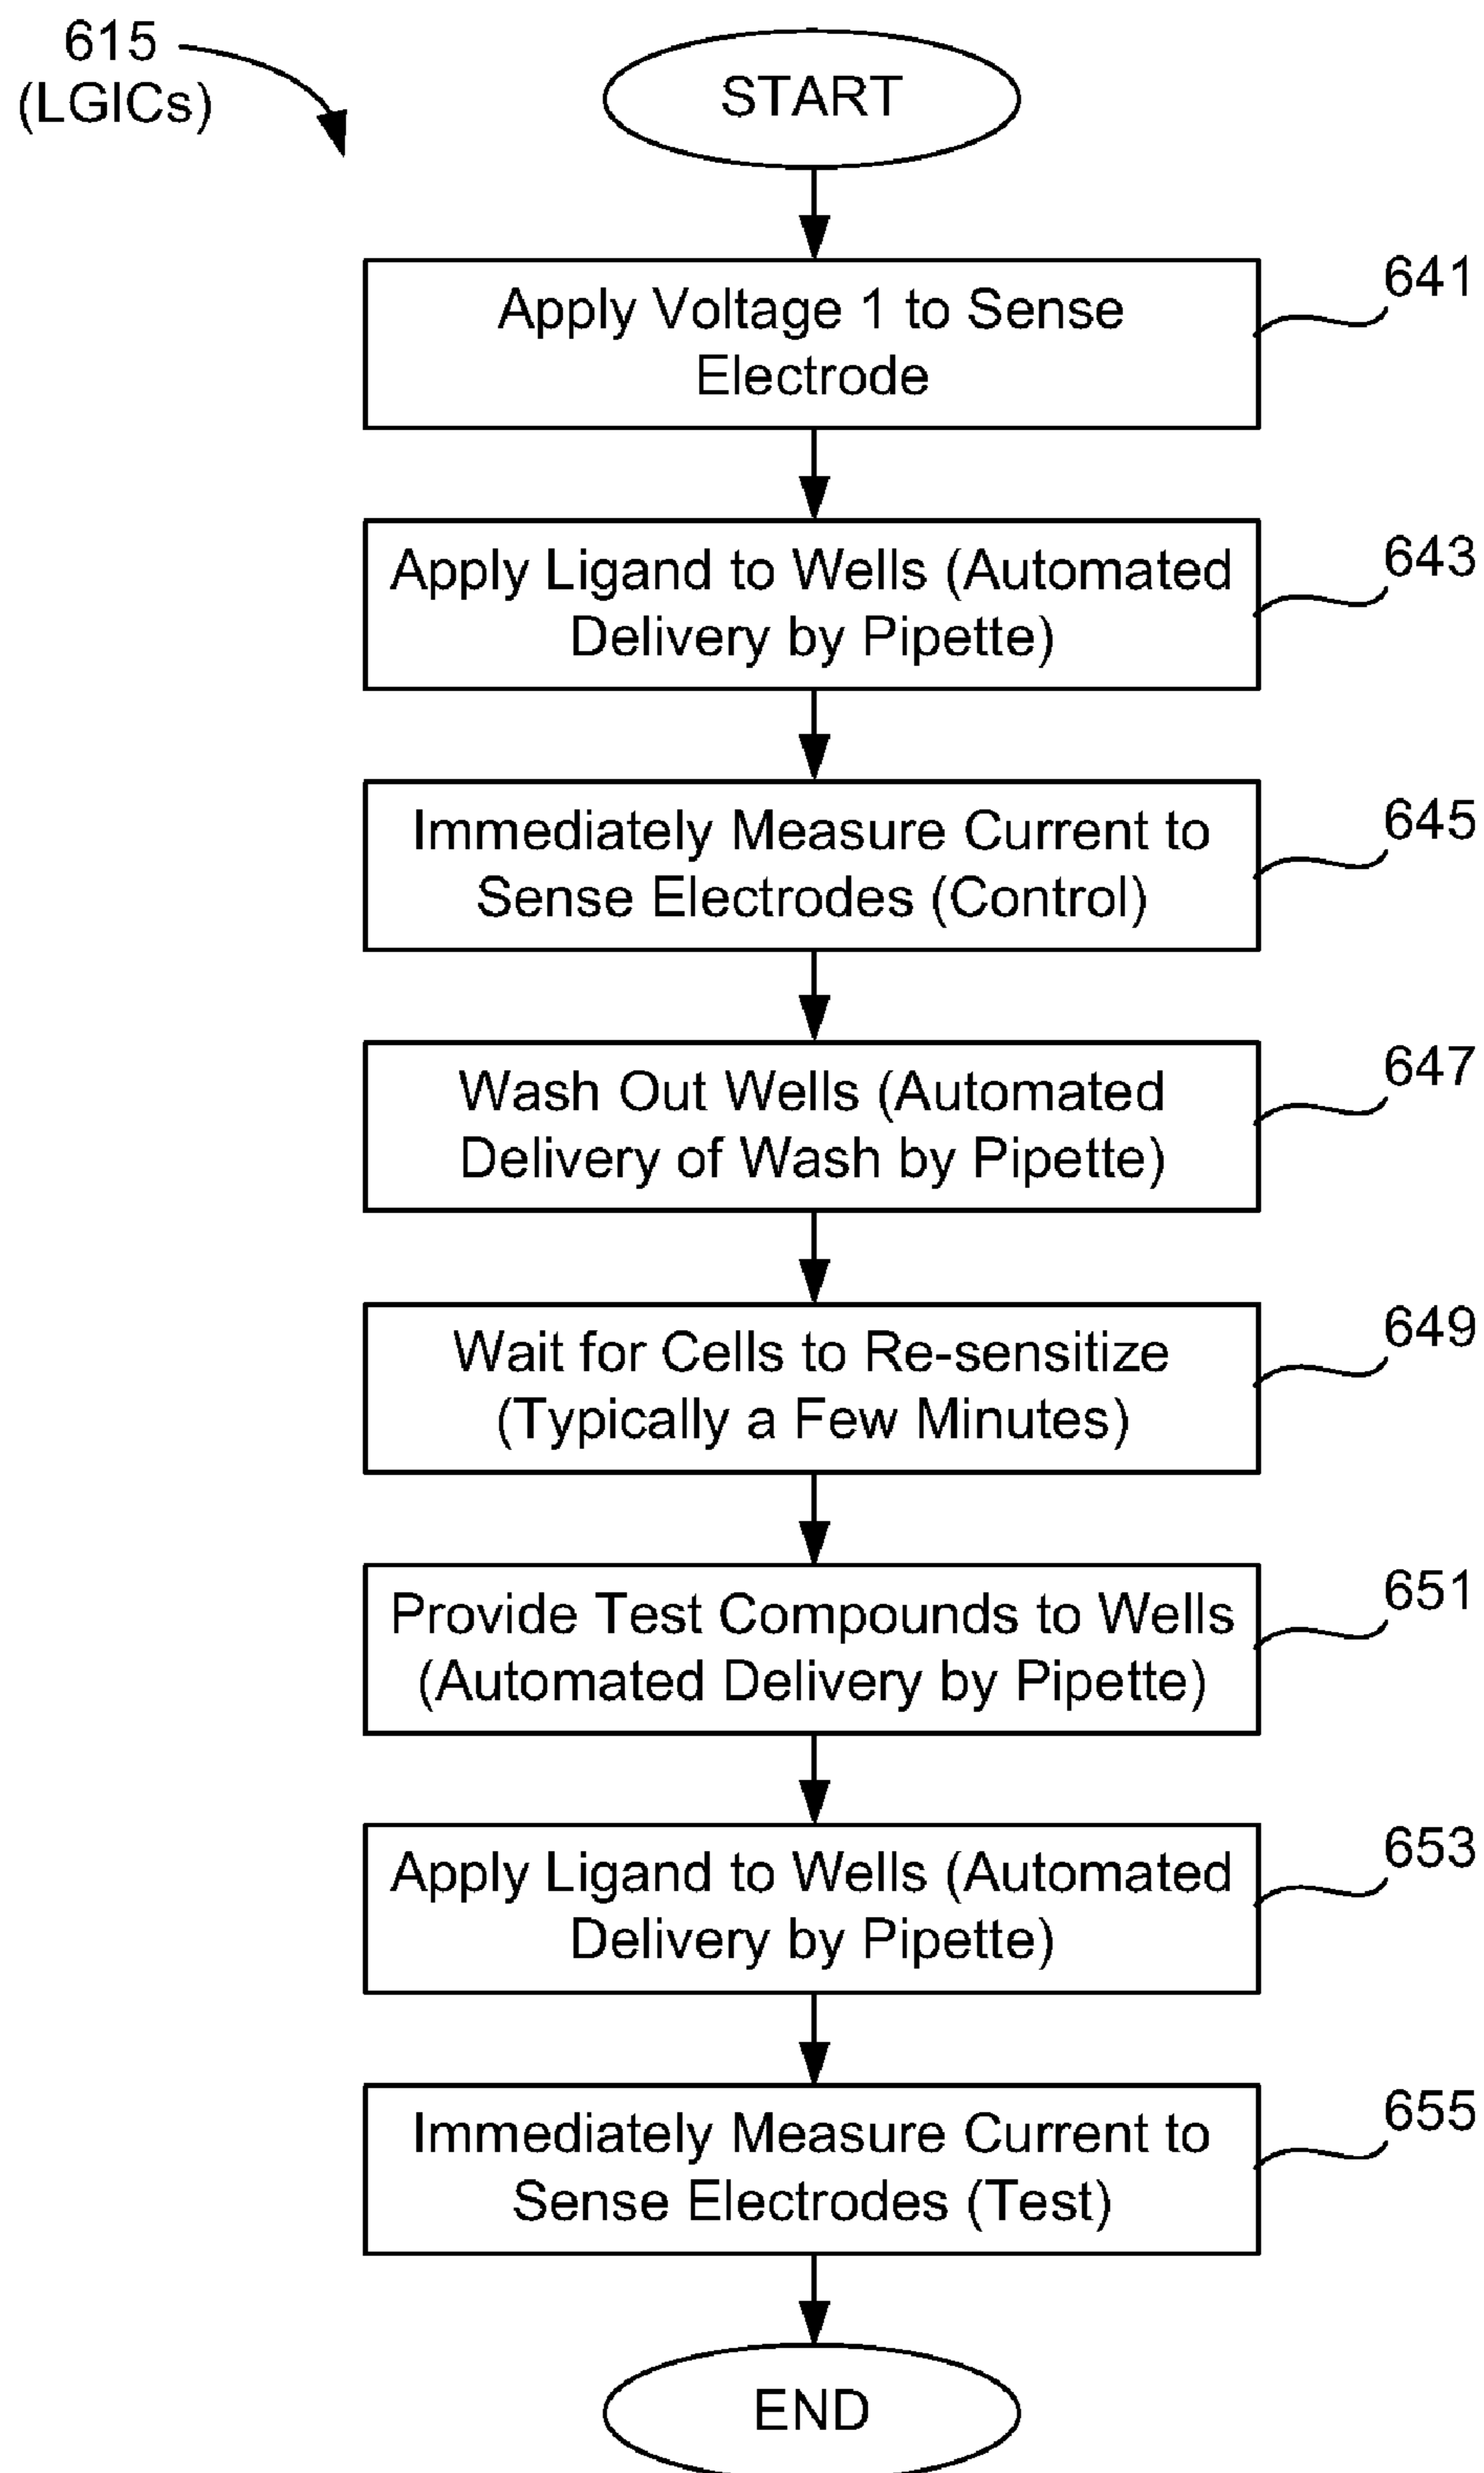 615
(LGICs)
START
Apply Voltage 1 to Sense
Electrode
641
Apply Ligand to Wells (Automated
Delivery by Pipette)
643
Immediately Measure Current to
Sense Electrodes (Control)
645
Wash Out Wells (Automated
Delivery of Wash by Pipette)
647
Wait for Cells to Re-sensitize
(Typically a Few Minutes)
649
Provide Test Compounds to Wells
(Automated Delivery by Pipette)
651
Apply Ligand to Wells (Automated
Delivery by Pipette)
653
Immediately Measure Current to
Sense Electrodes (Test)
655
END